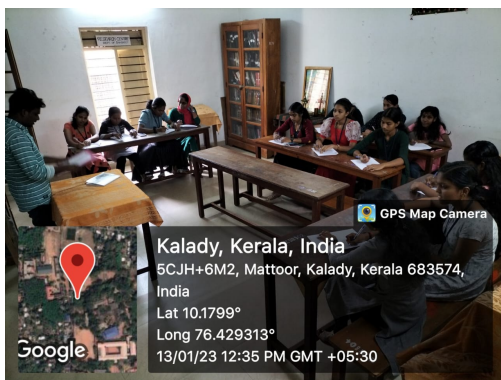 GPS Map Camera
Kalady, Kerala, India
5CJH+6M2, Mattoor, Kalady, Kerala 683574,
India
Lat 10.1799°
Long 76.429313°
13/01/23 12:35 PM GMT +05:30
Google